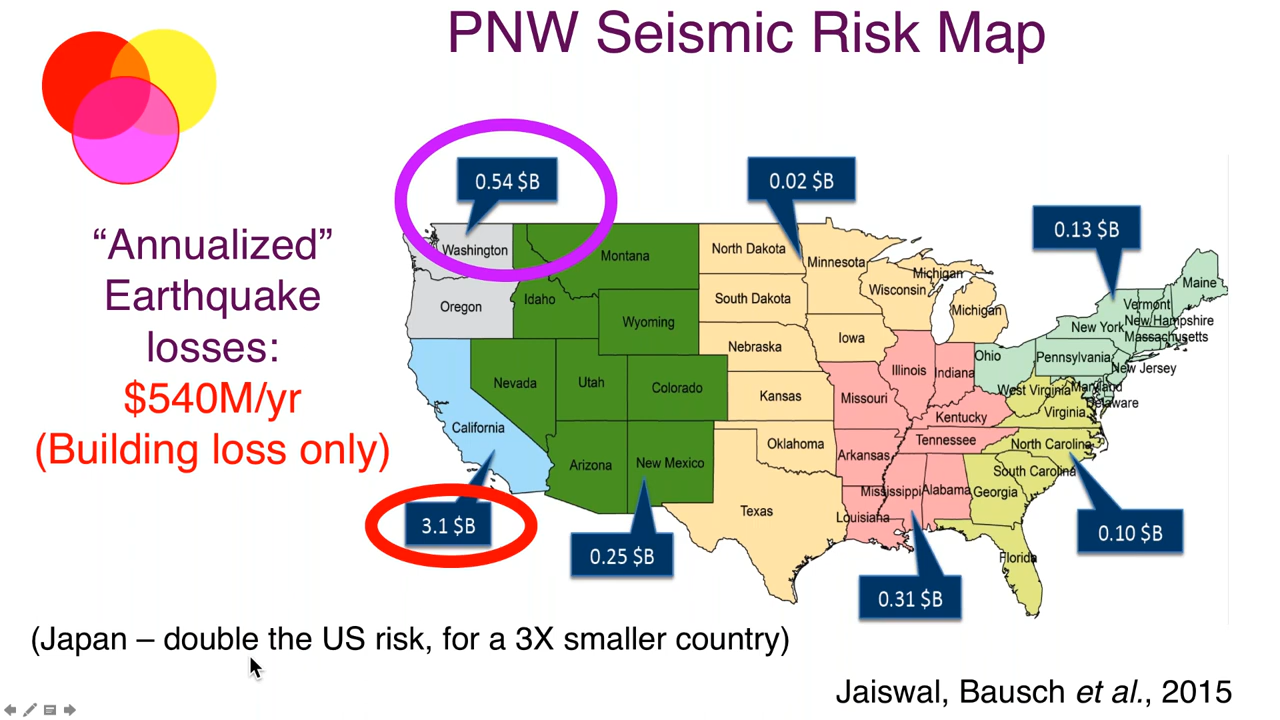 PNW Seismic Risk Map
“Annualized”
Earthquake
losses:
$540M/yr
(Building loss only)
0.54 $B
0.02 $B
0.13 $B
Washington
Montana
North Dakota
Minnesota
Michigan
Maine
Oregon
Idaho
South Dakota
Wisconsin
Michigan
Vermont
New Hampshire
New York
Massachusetts
Wyoming
Nebraska
Iowa
Illinois
Indiana
Ohio
Pennsylvania
New Jersey
Nevada
Utah
Colorado
Kansas
Missouri
West Virginia
Maryland
Delaware
Virginia
Kentucky
California
Oklahoma
Tennessee
North Carolina
Arizona
New Mexico
Arkansas
South Carolina
Mississippi
Alabama
Georgia
Texas
Louisiana
Florida
3.1 $B
0.25 $B
0.31 $B
0.10 $B
(Japan – double the US risk, for a 3X smaller country)
Jaiswal, Bausch et al., 2015